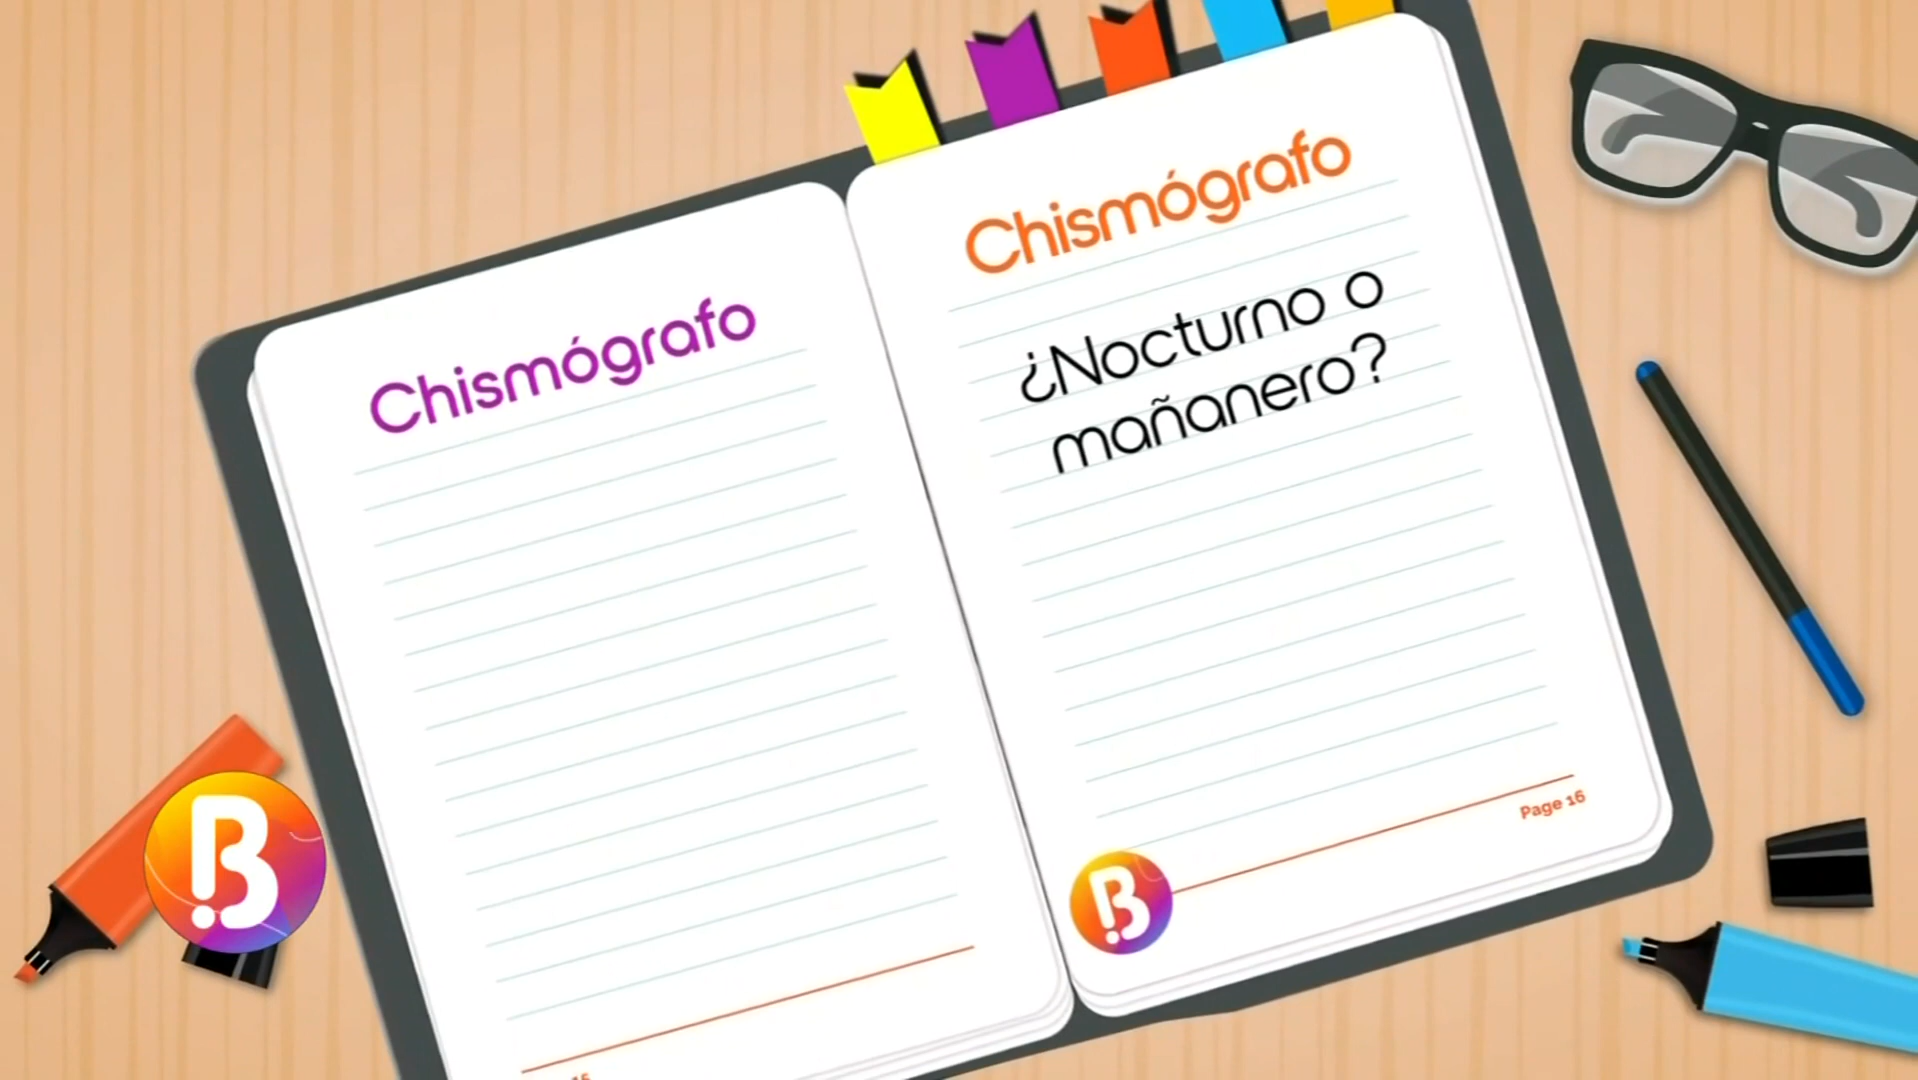 Chismógrafo
Chismógrafo
¿Nocturno o
mañanero?
Page 16
B
B